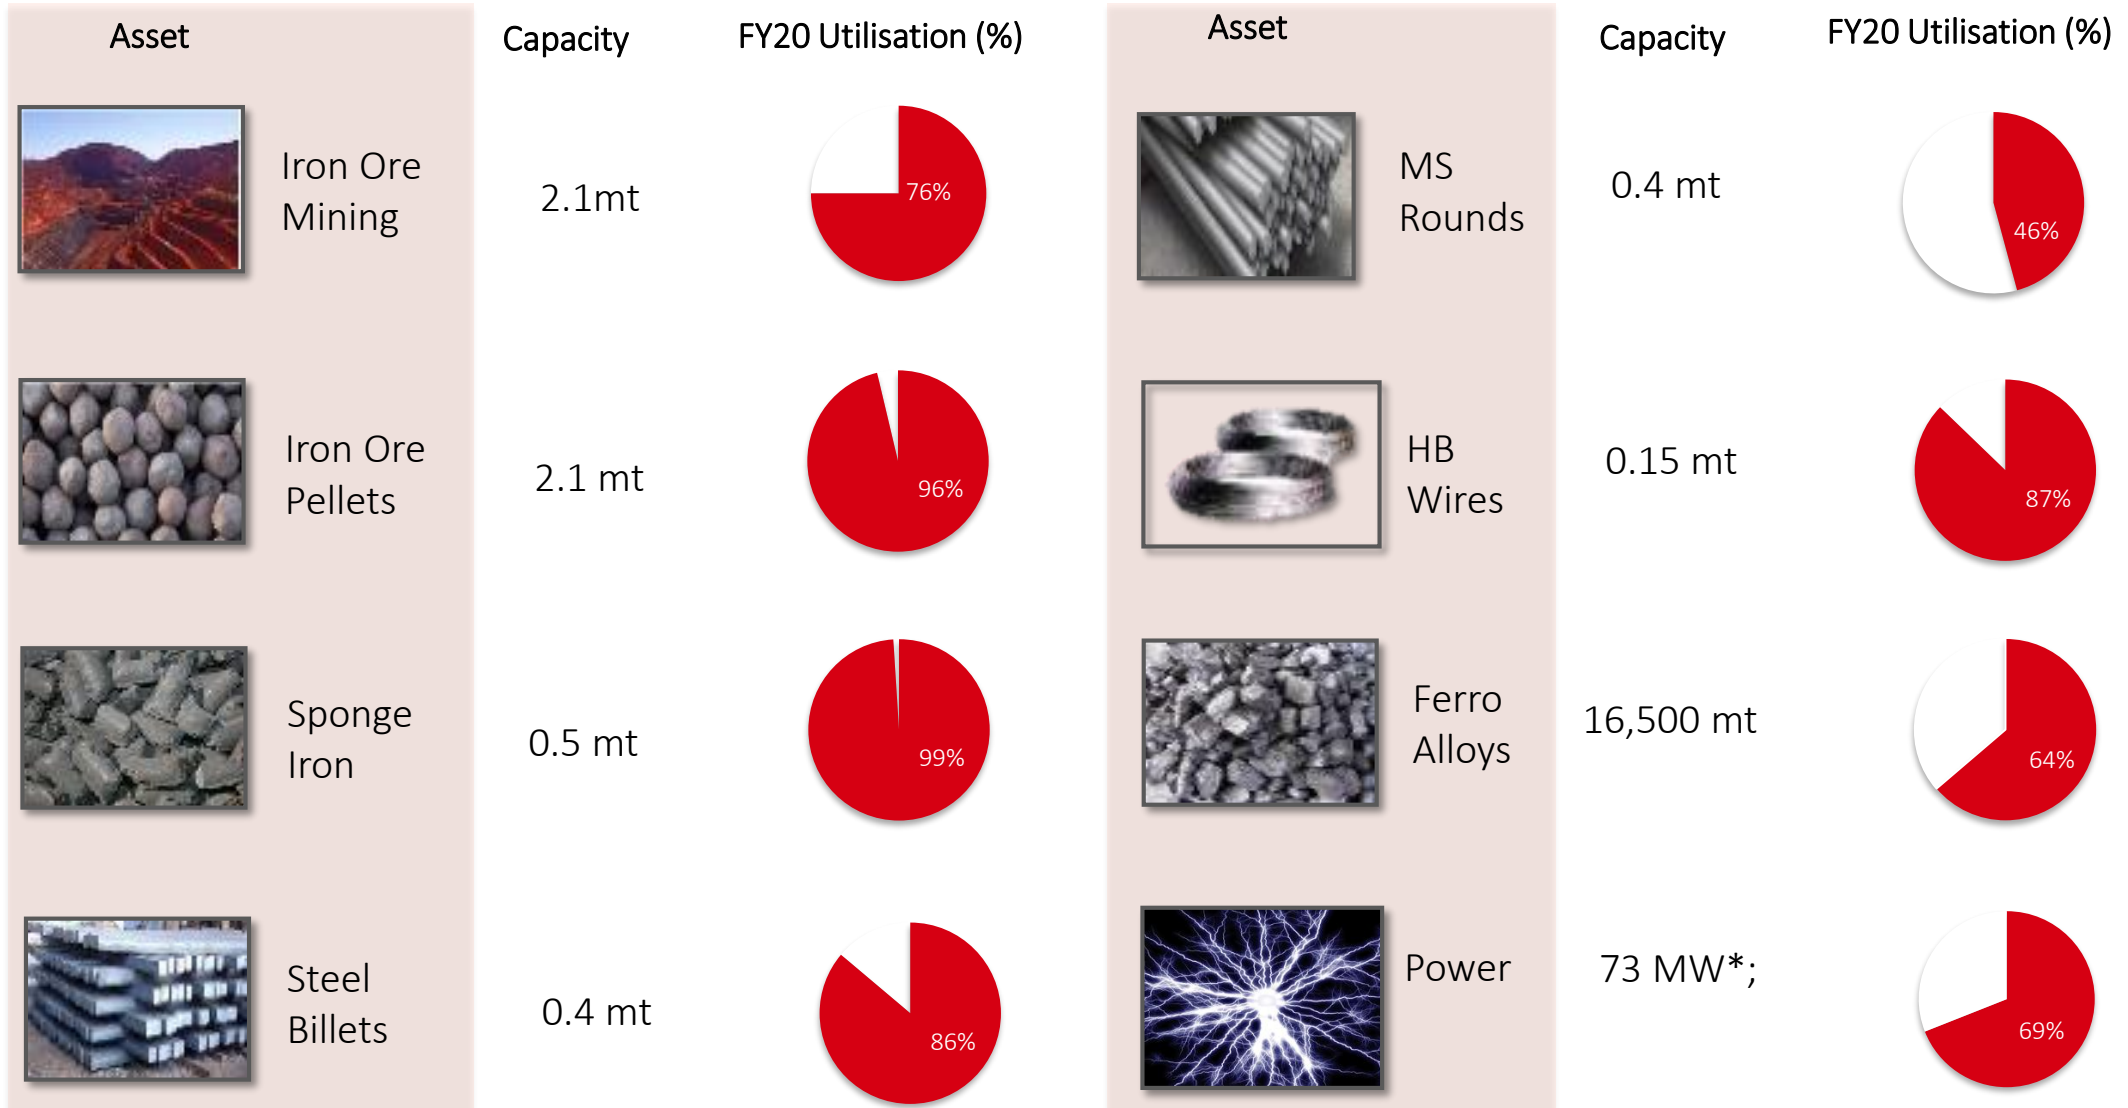 Asset
Capacity
FY20 Utilisation (%)
Iron Ore
Mining
2.1mt
76%
Iron Ore
Pellets
2.1 mt
96%
Sponge
Iron
0.5 mt
99%
Steel
Billets
0.4 mt
86%
Asset
Capacity
FY20 Utilisation (%)
MS
Rounds
0.4 mt
46%
HB
Wires
0.15 mt
87%
Ferro
Alloys
16,500 mt
64%
Power
73 MW*;
69%